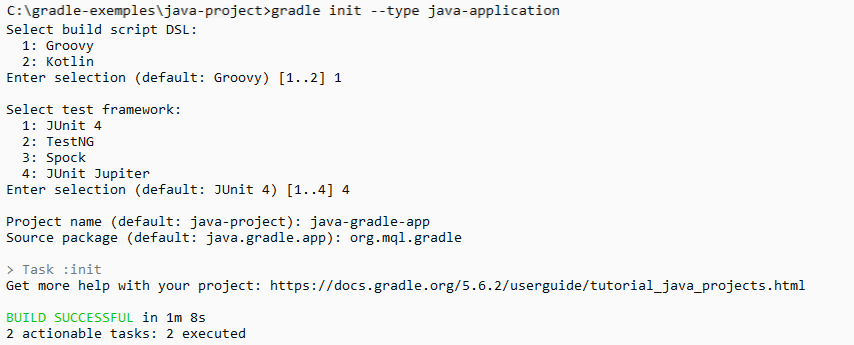 C:\gradle-exemples\java-project>gradle init --type java-application
Select build script DSL:
  1: Groovy
  2: Kotlin
Enter selection (default: Groovy) [1..2] 1

Select test framework:
  1: JUnit 4
  2: TestNG
  3: Spock
  4: JUnit Jupiter
Enter selection (default: JUnit 4) [1..4] 4

Project name (default: java-project): java-gradle-app
Source package (default: java.gradle.app): org.mql.gradle

> Task :init
Get more help with your project: https://docs.gradle.org/5.6.2/userguide/tutorial_java_projects.html

BUILD SUCCESSFUL in 1m 8s
2 actionable tasks: 2 executed